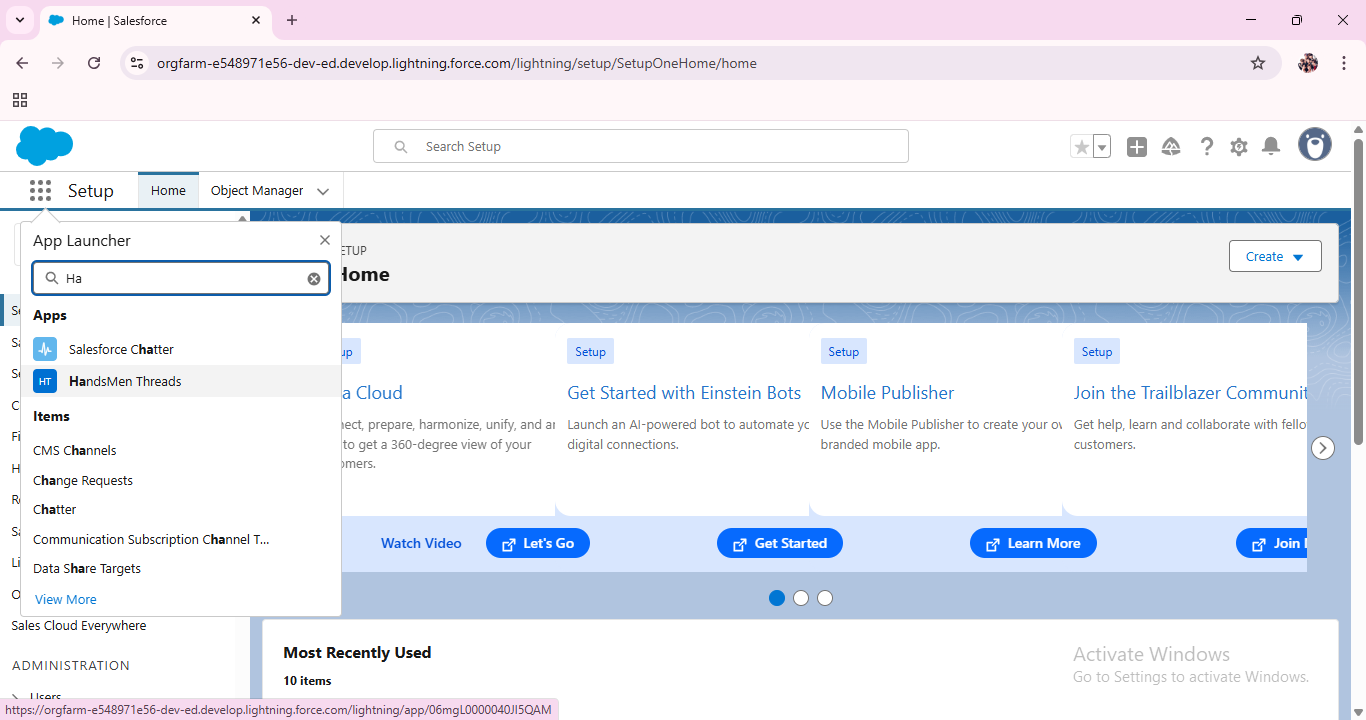 Home | Salesforce
orgfarm-e548971e56-dev-ed.develop.lightning.force.com/lightning/setup/SetupOneHome/home
Search Setup
Setup
Home
Object Manager
App Launcher
Ha
Apps
Salesforce Chatter
HT
HandsMen Threads
Items
CMS Channels
Change Requests
Chatter
Communication Subscription Channel T...
Data Share Targets
View More
Sales Cloud Everywhere
ADMINISTRATION
Users
ETUP
Home
Create
up
a Cloud
nect, prepare, harmonize, unify, and ar
to get a 360-degree view of your
omers.
Watch Video
Let's Go
Setup
Get Started with Einstein Bots
Launch an AI-powered bot to automate yo
digital connections.
Get Started
Setup
Mobile Publisher
Use the Mobile Publisher to create your ow
branded mobile app.
Learn More
Setup
Join the Trailblazer Communit
Get help, learn and collaborate with fello
customers.
Join
Most Recently Used
10 items
Activate Windows
Go to Settings to activate Windows.
https://orgfarm-e548971e56-dev-ed.develop.lightning.force.com/lightning/app/06mgL0000040JI5QAM